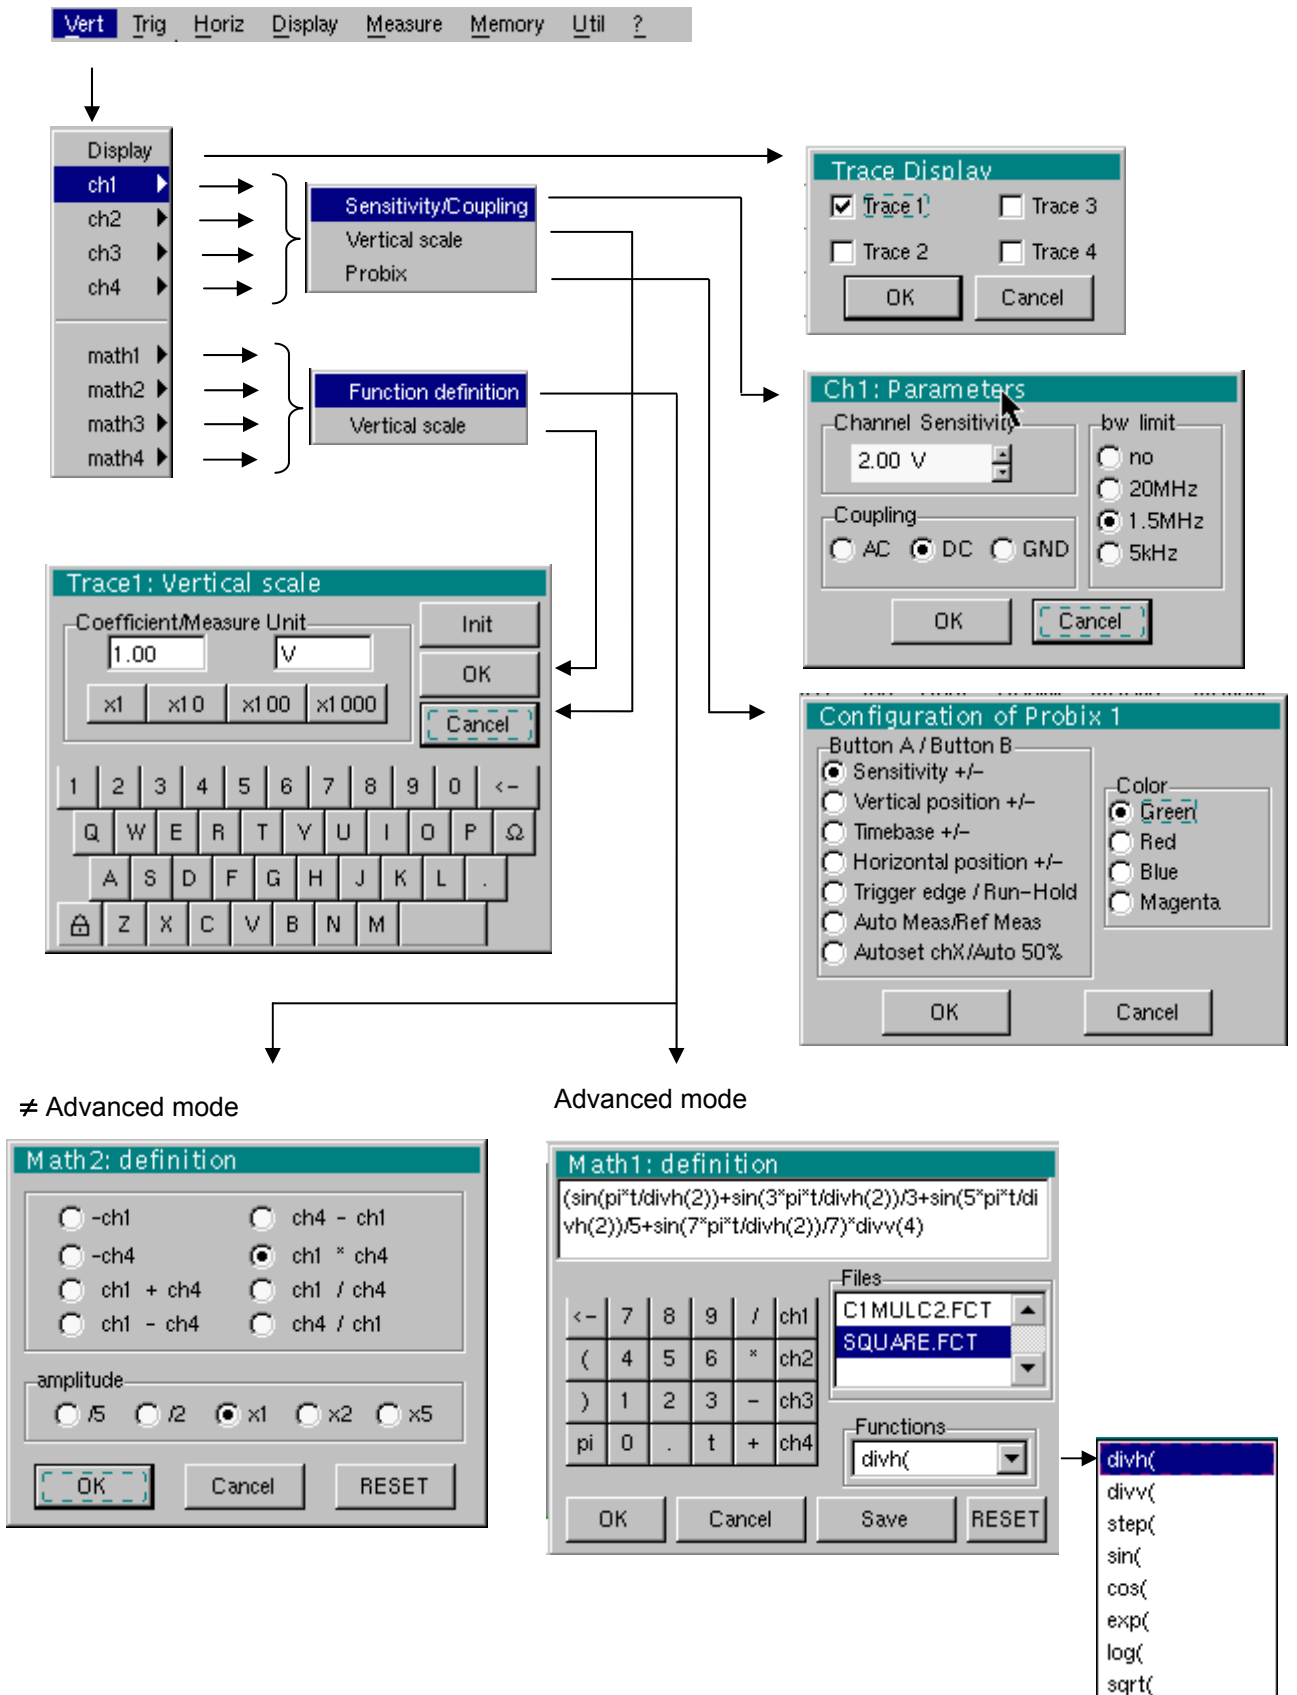 Vert Trig Horiz Display Measure Memory Util ?
Display
ch1
ch2
ch3
ch4
math1
math2
math3
math4
Sensitivity/Coupling
Vertical scale
Probix
Function definition
Vertical scale
Trace Display
Trace 1 Trace 3
Trace 2 Trace 4
OK Cancel
Ch1: Parameters
Channel Sensitivity
2.00 V
bw limit
no
20MHz
1.5MHz
5kHz
Coupling
AC DC GND
OK Cancel
Trace1: Vertical scale
Coefficient/Measure Unit
1.00 V
x1 x10 x100 x1000
Init
OK
Cancel
1 2 3 4 5 6 7 8 9 0 <-
Q W E R T Y U I O P Ω
A S D F G H J K L .
Z X C V B N M
Configuration of Probix 1
Button A / Button B
Sensitivity +/-
Vertical position +/-
Timebase +/-
Horizontal position +/-
Trigger edge / Run-Hold
Auto Meas/Ref Meas
Autoset chX/Auto 50%
Color
Green
Red
Blue
Magenta
OK Cancel
≠ Advanced mode
Math2: definition
-ch1 ch4 - ch1
-ch4 ch1 * ch4
ch1 + ch4 ch1 / ch4
ch1 - ch4 ch4 / ch1
amplitude
/5 /2 x1 x2 x5
OK Cancel RESET
Advanced mode
Math1: definition
(sin(pi*t/divh(2))+sin(3*pi*t/divh(2))/3+sin(5*pi*t/di
vh(2))/5+sin(7*pi*t/divh(2))/7)*divv(4)
<- 7 8 9 / ch1
( 4 5 6 * ch2
) 1 2 3 - ch3
pi 0 . t + ch4
Files
C1MULC2.FCT
SQUARE.FCT
Functions
divh(
OK Cancel Save RESET
divh(
divv(
step(
sin(
cos(
exp(
log(
sqrt(